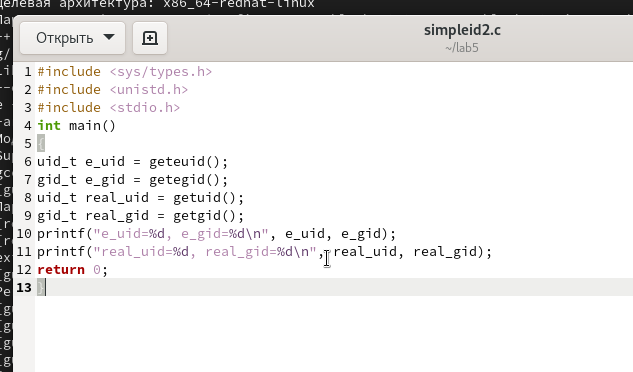 целевая архитектура: x86_64-redhat-linux
Открыть
simpleid2.c
~/lab5
1 #include <sys/types.h>
2 #include <unistd.h>
3 #include <stdio.h>
4 int main()
5 {
6 uid_t e_uid = geteuid();
7 gid_t e_gid = getegid();
8 uid_t real_uid = getuid();
9 gid_t real_gid = getgid();
10 printf("e_uid=%d, e_gid=%d\n", e_uid, e_gid);
11 printf("real_uid=%d, real_gid=%d\n", real_uid, real_gid);
12 return 0;
13 }